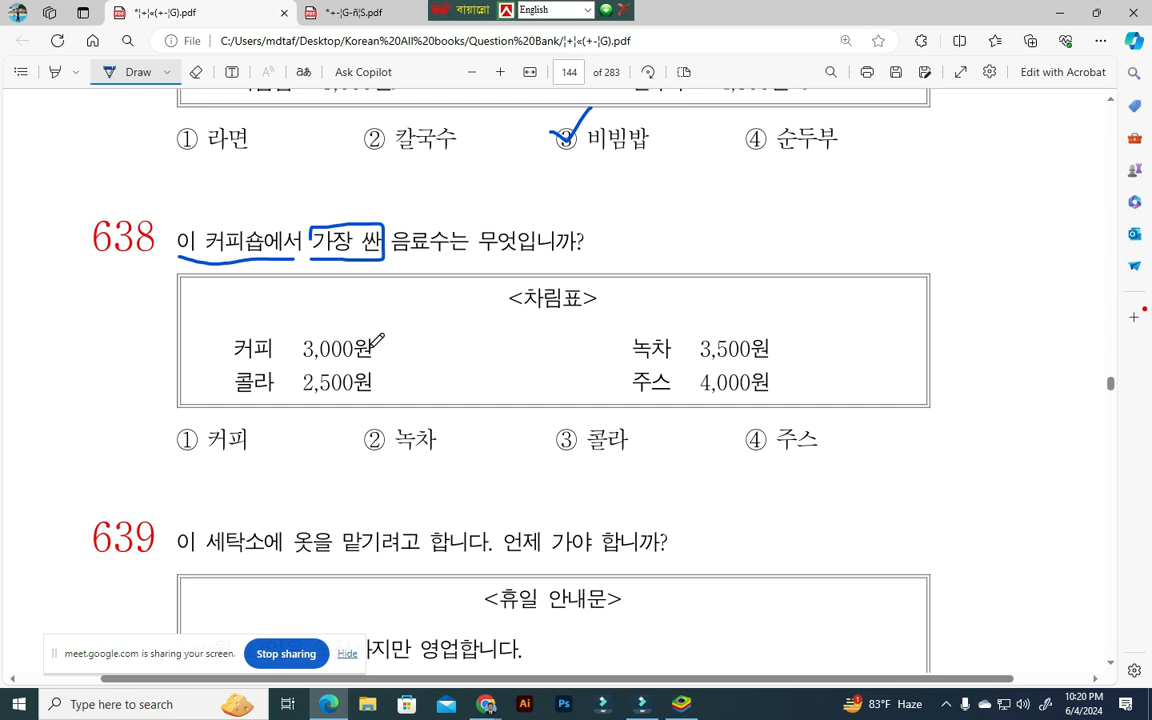 *¦+¦«(+-¦G).pdf
*+-¦G-ñ¦S.pdf
বায়ান্নো
English
File
C:/Users/mdtaf/Desktop/Korean%20All%20books/Question%20Bank/¦+¦«(+-¦G).pdf
Draw
Ask Copilot
144 of 283
Edit with Acrobat
① 라면 ② 칼국수 ③ 비빔밥 ④ 순두부
638 이 커피숍에서 가장 싼 음료수는 무엇입니까?
<차림표>
커피 3,000원 녹차 3,500원
콜라 2,500원 주스 4,000원
① 커피 ② 녹차 ③ 콜라 ④ 주스
639 이 세탁소에 옷을 맡기려고 합니다. 언제 가야 합니까?
<휴일 안내문>
까지만 영업합니다.
meet.google.com is sharing your screen.
Stop sharing
Hide
Type here to search
83°F Haze
10:20 PM
6/4/2024